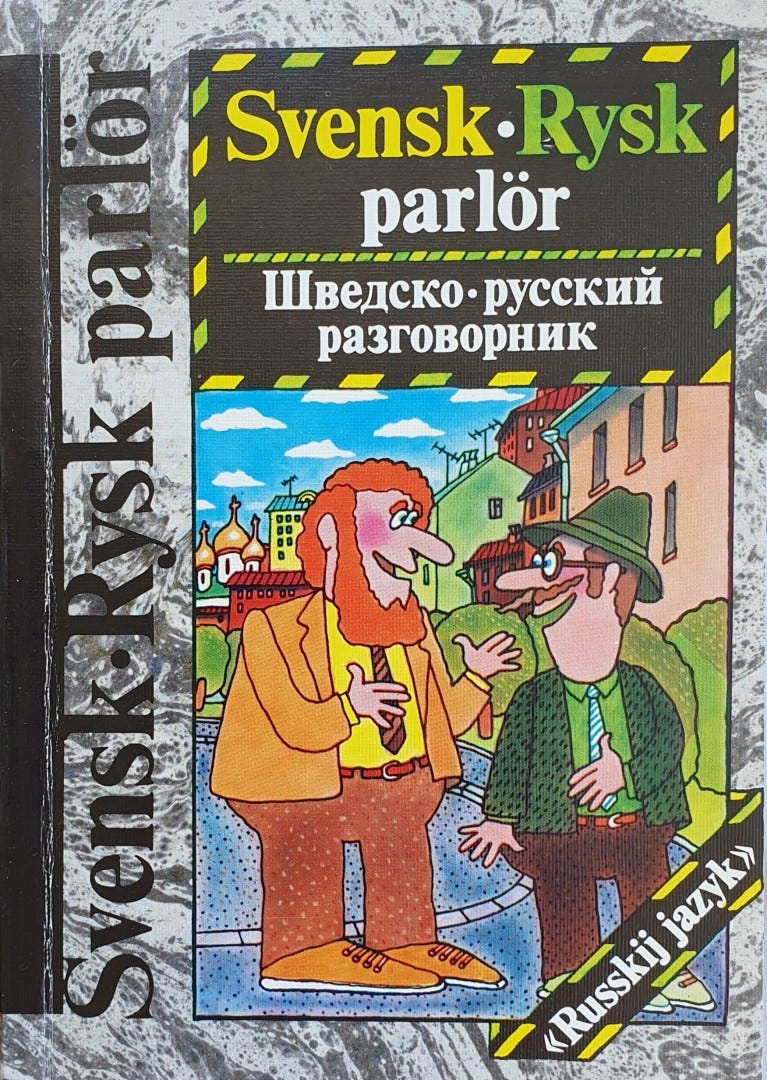 Svensk·Rysk parlör
Svensk·Rysk
parlör
Шведско·русский
разговорник
«Russkij jazyk»